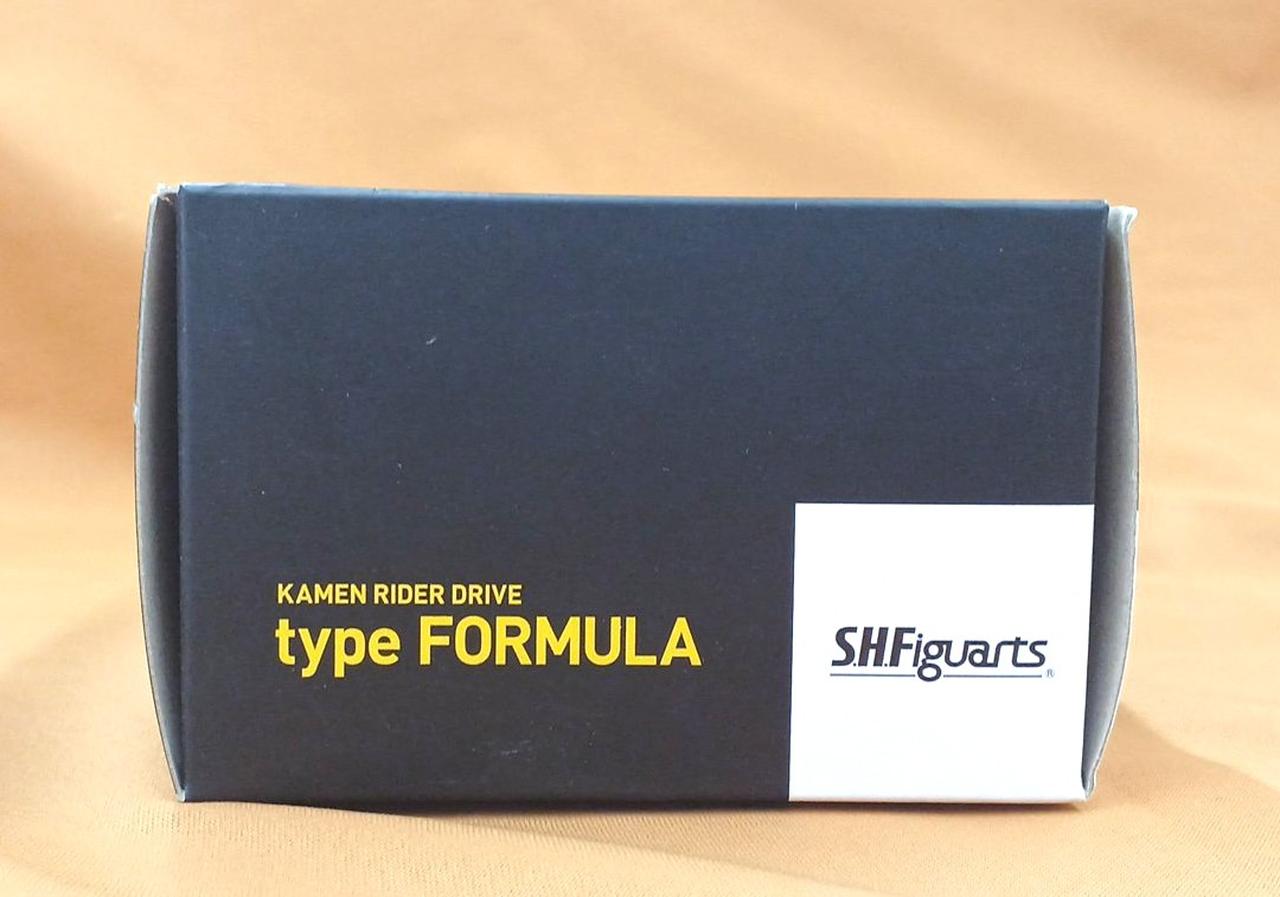 KAMEN RIDER DRIVE
type FORMULA
S.H.Figuarts®